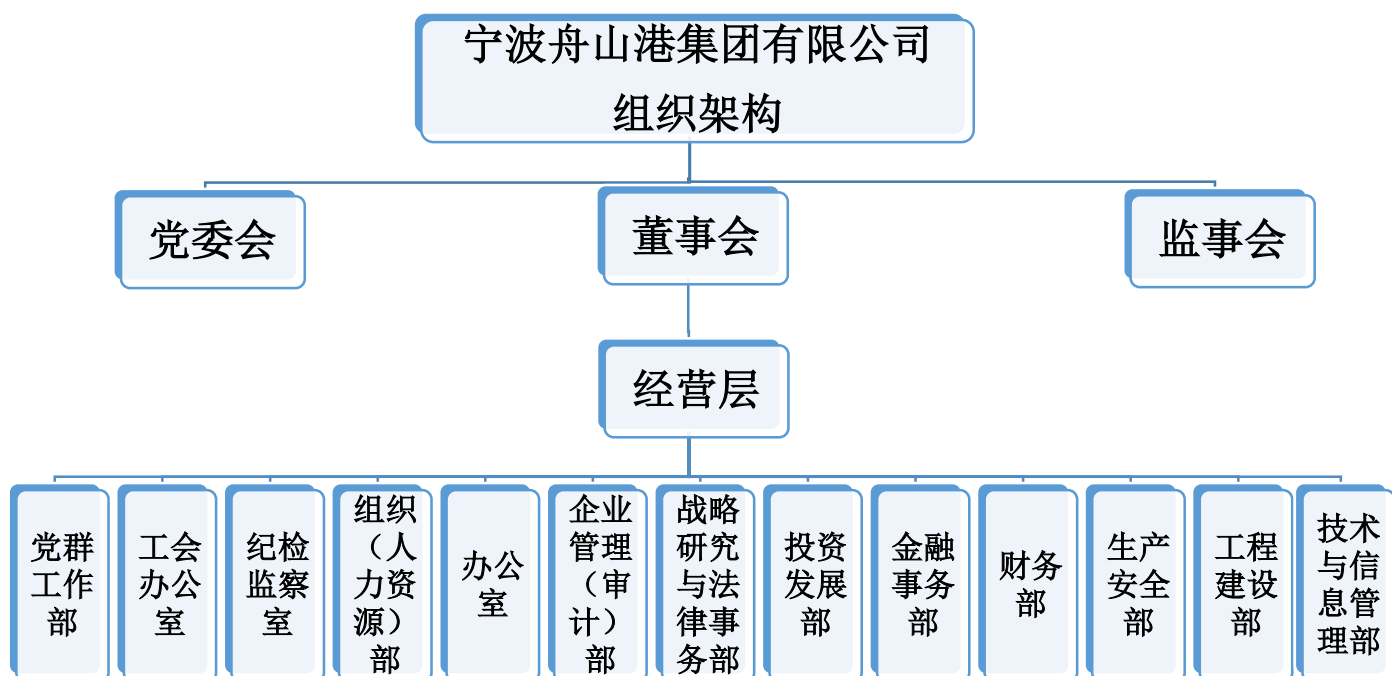 宁波舟山港集团有限公司
组织架构
党委会
董事会
监事会
经营层
党群
工作
部
工会
办公
室
纪检
监察
室
组织
（人
力资
源）
部
办公
室
企业
管理
（审
计）
部
战略
研究
与法
律事
务部
投资
发展
部
金融
事务
部
财务
部
生产
安全
部
工程
建设
部
技术
与信
息管
理部